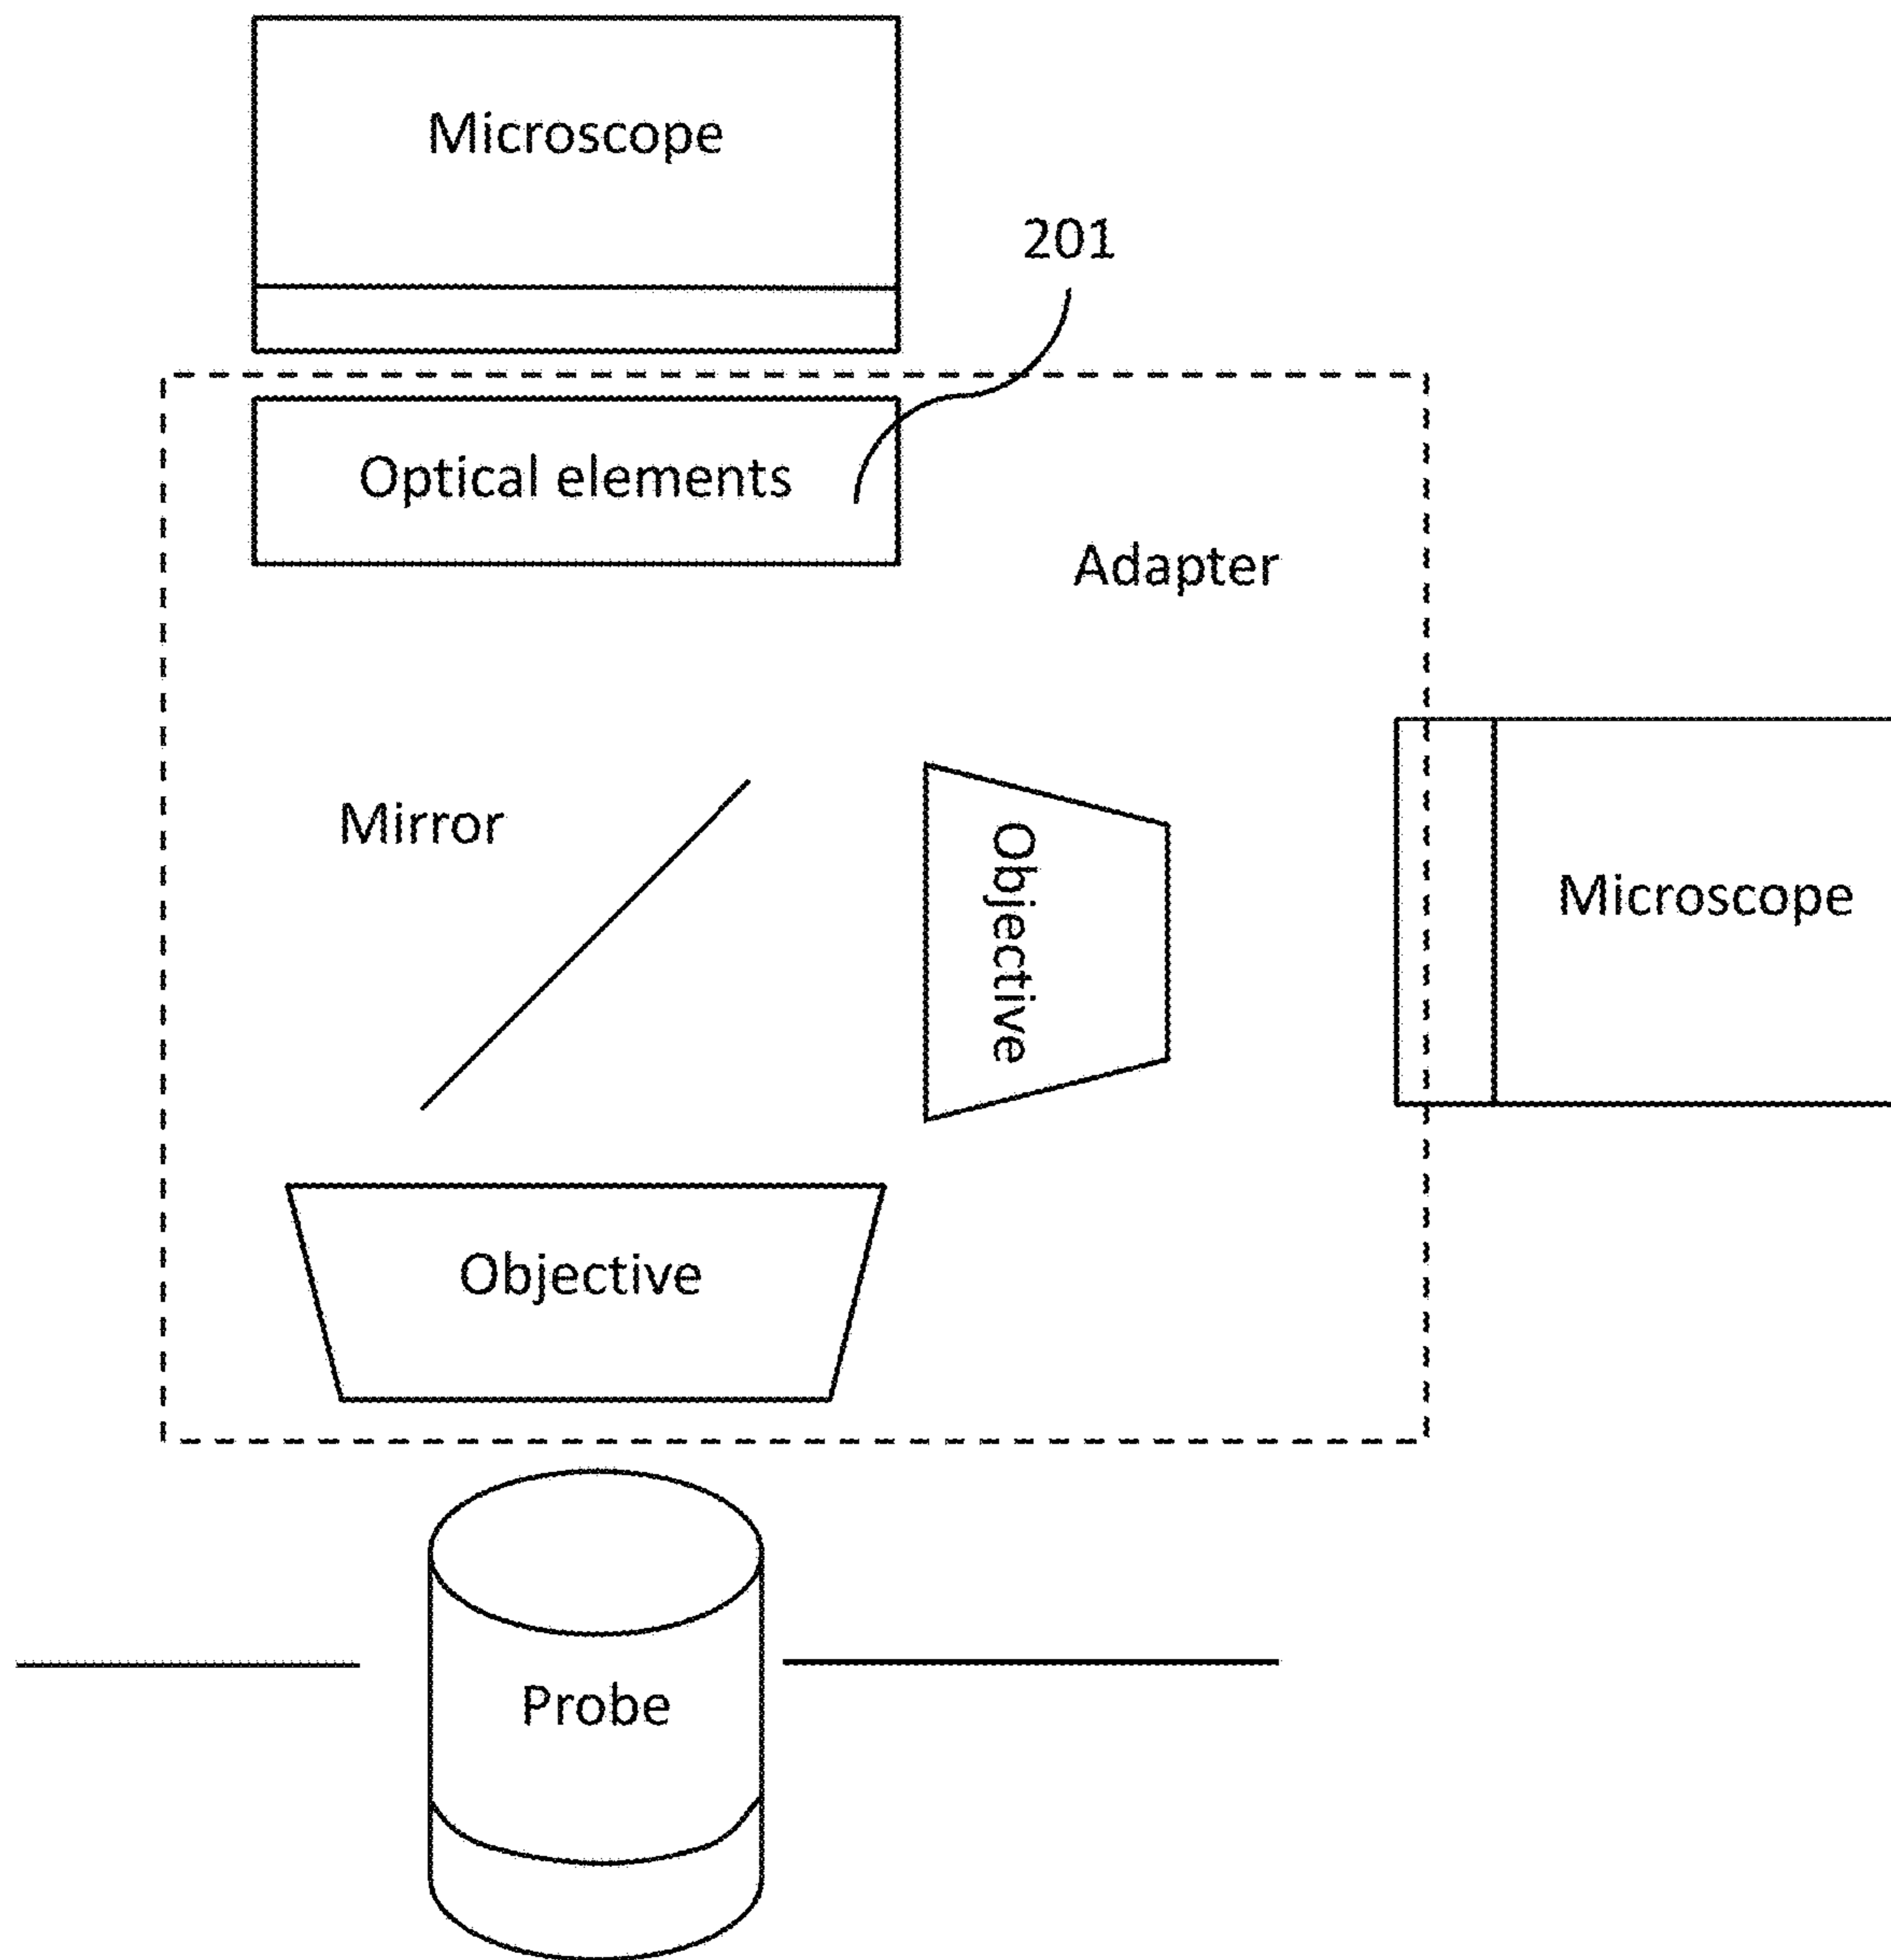 Microscope
201
Optical elements
Adapter
Mirror
Objective
Microscope
Objective
Probe